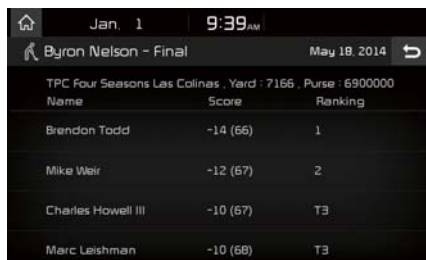 Jan. 1 9:39 AM
Byron Nelson - Final May 18, 2014
TPC Four Seasons Las Colinas , Yard : 7166 , Purse : 6900000
Name Score Ranking
Brendon Todd -14 (66) 1
Mike Weir -12 (67) 2
Charles Howell III -10 (67) T3
Marc Leishman -10 (68) T3